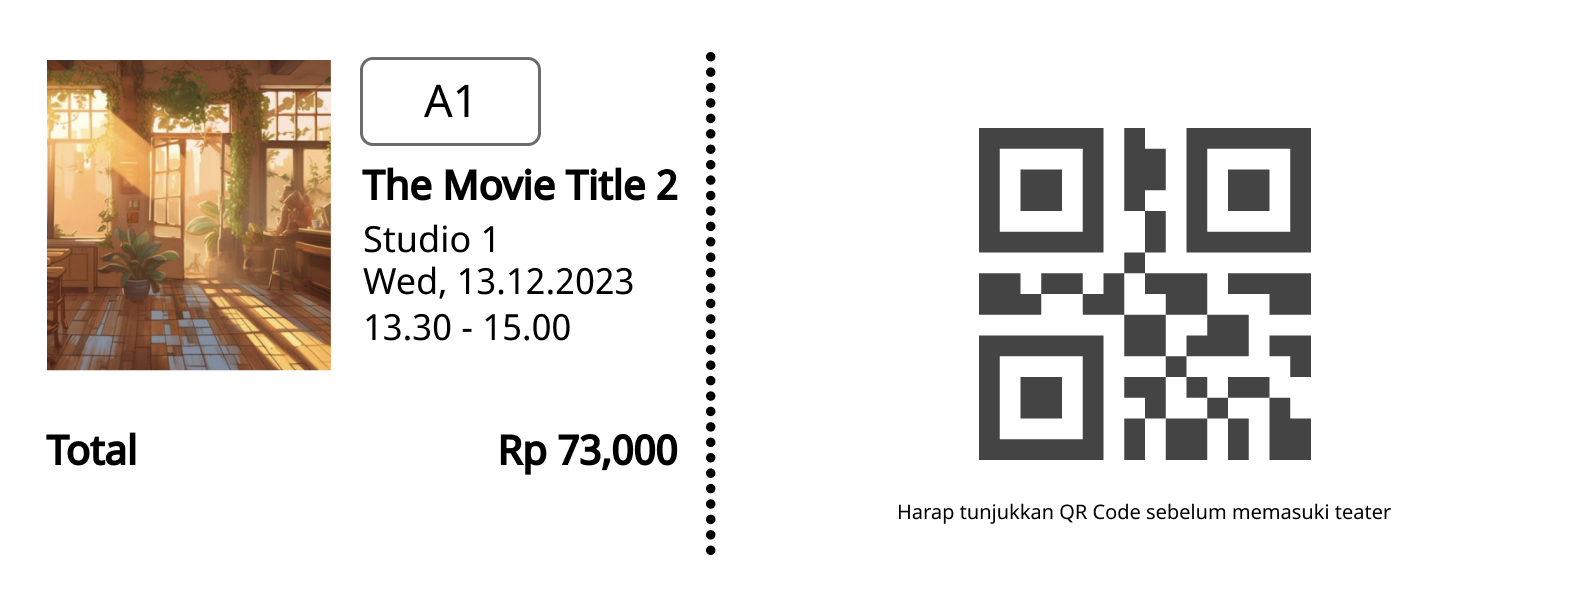 A1
The Movie Title 2
Studio 1
Wed, 13.12.2023
13.30 - 15.00
Total
Rp 73,000
Harap tunjukkan QR Code sebelum memasuki teater